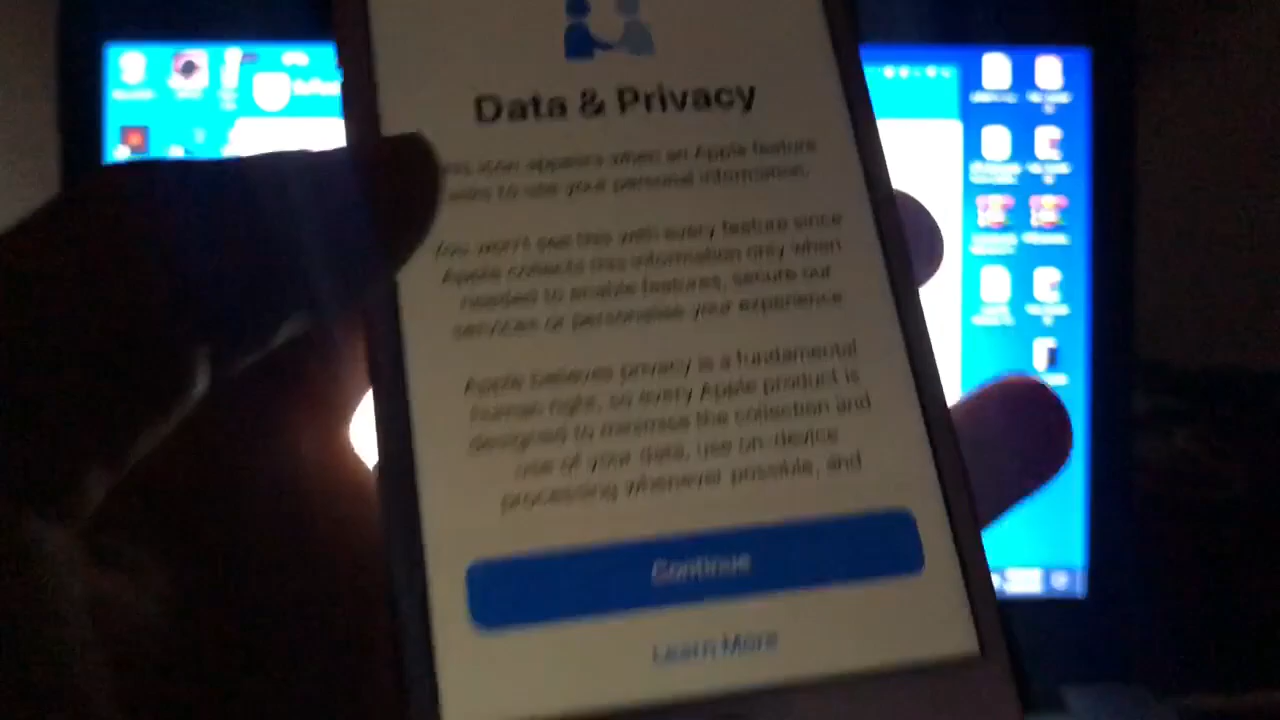 Data & Privacy
This icon appears when an Apple feature
asks to use your personal information.
You won't see this with every feature since
Apple collects this information only when
needed to enable features, secure our
services or personalise your experience.
Apple believes privacy is a fundamental
human right, so every Apple product is
designed to minimise the collection and
use of your data, use on-device
processing whenever possible, and
Continue
Learn More